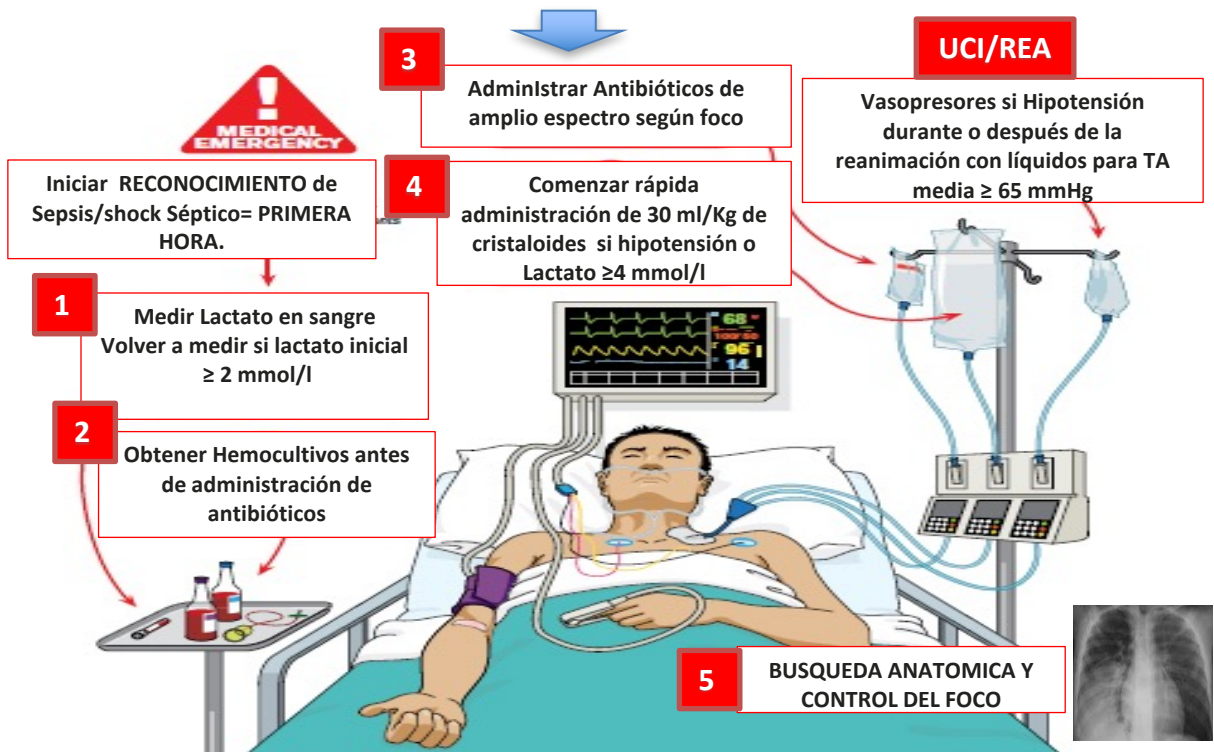 3
AdminIstrar Antibióticos de
amplio espectro según foco
UCI/REA
Vasopresores si Hipotensión
durante o después de la
reanimación con líquidos para TA
media ≥ 65 mmHg
!
MEDICAL
EMERGENCY
Iniciar RECONOCIMIENTO de
Sepsis/shock Séptico= PRIMERA
HORA.
4
Comenzar rápida
administración de 30 ml/Kg de
cristaloides si hipotensión o
Lactato ≥4 mmol/l
1
Medir Lactato en sangre
Volver a medir si lactato inicial
≥ 2 mmol/l
2
Obtener Hemocultivos antes
de administración de
antibióticos
68
100/50
96
14
5
BUSQUEDA ANATOMICA Y
CONTROL DEL FOCO